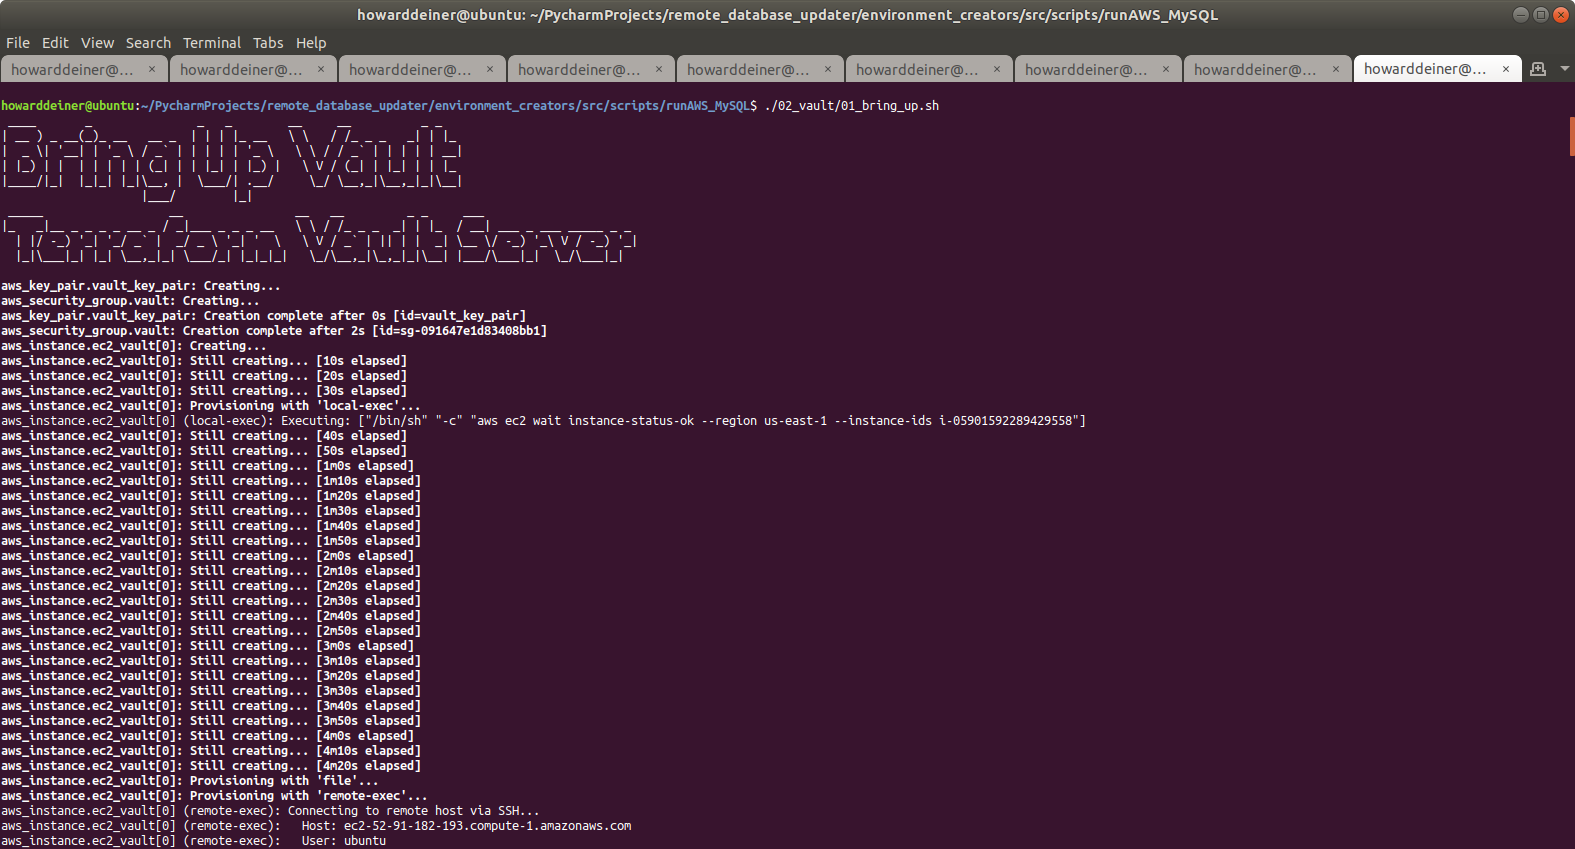 howarddeiner@ubuntu: ~/PycharmProjects/remote_database_updater/environment_creators/src/scripts/runAWS_MySQL
File Edit View Search Terminal Tabs Help
howarddeiner@... × howarddeiner@... × howarddeiner@... × howarddeiner@... × howarddeiner@... × howarddeiner@... × howarddeiner@... × howarddeiner@... × howarddeiner@... ×
howarddeiner@ubuntu:~/PycharmProjects/remote_database_updater/environment_creators/src/scripts/runAWS_MySQL$ ./02_vault/01_bring_up.sh
Bring Up Vault
Terraform Vault Server
aws_key_pair.vault_key_pair: Creating...
aws_security_group.vault: Creating...
aws_key_pair.vault_key_pair: Creation complete after 0s [id=vault_key_pair]
aws_security_group.vault: Creation complete after 2s [id=sg-091647e1d83408bb1]
aws_instance.ec2_vault[0]: Creating...
aws_instance.ec2_vault[0]: Still creating... [10s elapsed]
aws_instance.ec2_vault[0]: Still creating... [20s elapsed]
aws_instance.ec2_vault[0]: Still creating... [30s elapsed]
aws_instance.ec2_vault[0]: Provisioning with 'local-exec'...
aws_instance.ec2_vault[0] (local-exec): Executing: ["/bin/sh" "-c" "aws ec2 wait instance-status-ok --region us-east-1 --instance-ids i-05901592289429558"]
aws_instance.ec2_vault[0]: Still creating... [40s elapsed]
aws_instance.ec2_vault[0]: Still creating... [50s elapsed]
aws_instance.ec2_vault[0]: Still creating... [1m0s elapsed]
aws_instance.ec2_vault[0]: Still creating... [1m10s elapsed]
aws_instance.ec2_vault[0]: Still creating... [1m20s elapsed]
aws_instance.ec2_vault[0]: Still creating... [1m30s elapsed]
aws_instance.ec2_vault[0]: Still creating... [1m40s elapsed]
aws_instance.ec2_vault[0]: Still creating... [1m50s elapsed]
aws_instance.ec2_vault[0]: Still creating... [2m0s elapsed]
aws_instance.ec2_vault[0]: Still creating... [2m10s elapsed]
aws_instance.ec2_vault[0]: Still creating... [2m20s elapsed]
aws_instance.ec2_vault[0]: Still creating... [2m30s elapsed]
aws_instance.ec2_vault[0]: Still creating... [2m40s elapsed]
aws_instance.ec2_vault[0]: Still creating... [2m50s elapsed]
aws_instance.ec2_vault[0]: Still creating... [3m0s elapsed]
aws_instance.ec2_vault[0]: Still creating... [3m10s elapsed]
aws_instance.ec2_vault[0]: Still creating... [3m20s elapsed]
aws_instance.ec2_vault[0]: Still creating... [3m30s elapsed]
aws_instance.ec2_vault[0]: Still creating... [3m40s elapsed]
aws_instance.ec2_vault[0]: Still creating... [3m50s elapsed]
aws_instance.ec2_vault[0]: Still creating... [4m0s elapsed]
aws_instance.ec2_vault[0]: Still creating... [4m10s elapsed]
aws_instance.ec2_vault[0]: Still creating... [4m20s elapsed]
aws_instance.ec2_vault[0]: Provisioning with 'file'...
aws_instance.ec2_vault[0]: Provisioning with 'remote-exec'...
aws_instance.ec2_vault[0] (remote-exec): Connecting to remote host via SSH...
aws_instance.ec2_vault[0] (remote-exec):   Host: ec2-52-91-182-193.compute-1.amazonaws.com
aws_instance.ec2_vault[0] (remote-exec):   User: ubuntu